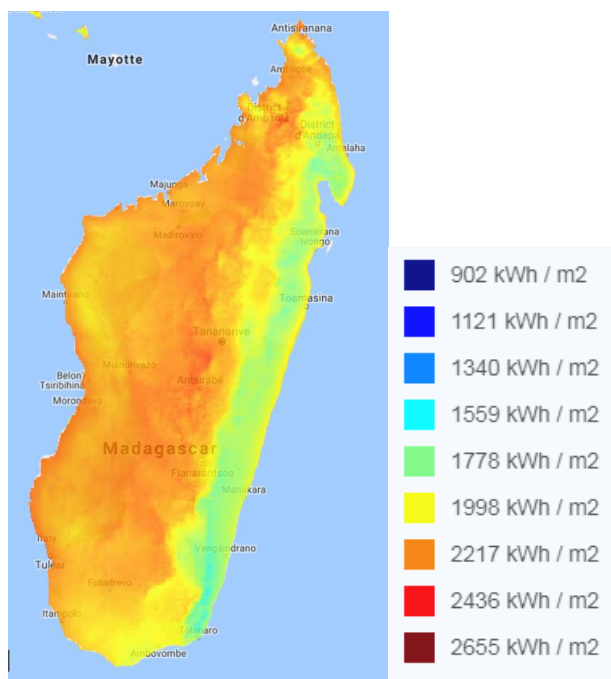 Antisiranana
Mayotte
Ambilobe
District
d'Ambanja
District
d'Andapa
Antalaha
Majunga
Marovoay
Madirovalo
Soanierana
Ivongo
Maintirano
Toamasina
Tananarive
Miandrivazo
Belon'
Tsiribihina
Antsirabe
Morondava
Madagascar
Fianarantsoa
Manakara
Ifaty
Vangaindrano
Tulear
Fotadrevo
Itampolo
Tolanaro
Ambovombe
902 kWh / m2
1121 kWh / m2
1340 kWh / m2
1559 kWh / m2
1778 kWh / m2
1998 kWh / m2
2217 kWh / m2
2436 kWh / m2
2655 kWh / m2